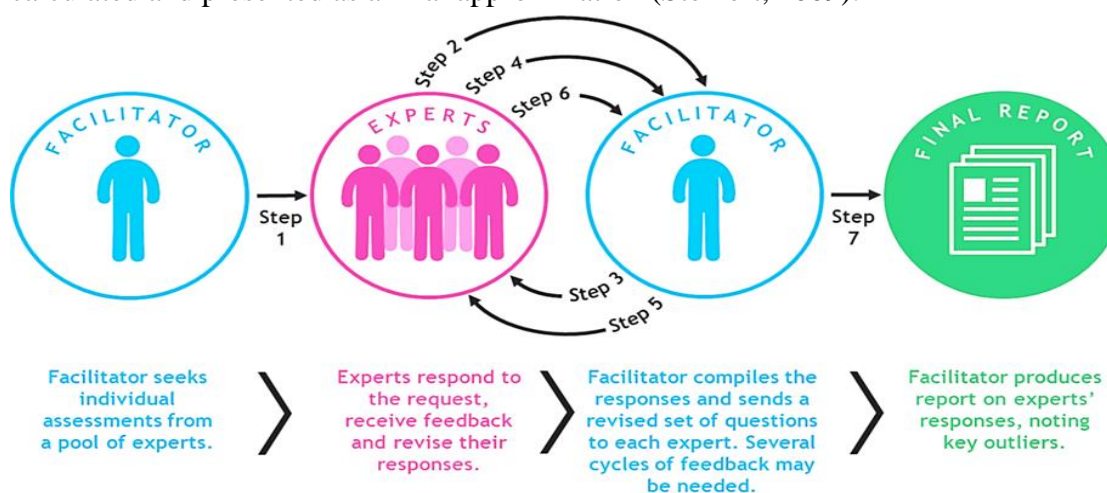 Step 2
Step 4
Step 6
FACILITATOR
EXPERTS
FACILITATOR
FINAL REPORT
Step
1
Step
7
Step 3
Step 5
Facilitator seeks
individual
assessments from
a pool of experts.
Experts respond to
the request,
receive feedback
and revise their
responses.
Facilitator compiles the
responses and sends a
revised set of questions
to each expert. Several
cycles of feedback may
be needed.
Facilitator produces
report on experts'
responses, noting
key outliers.